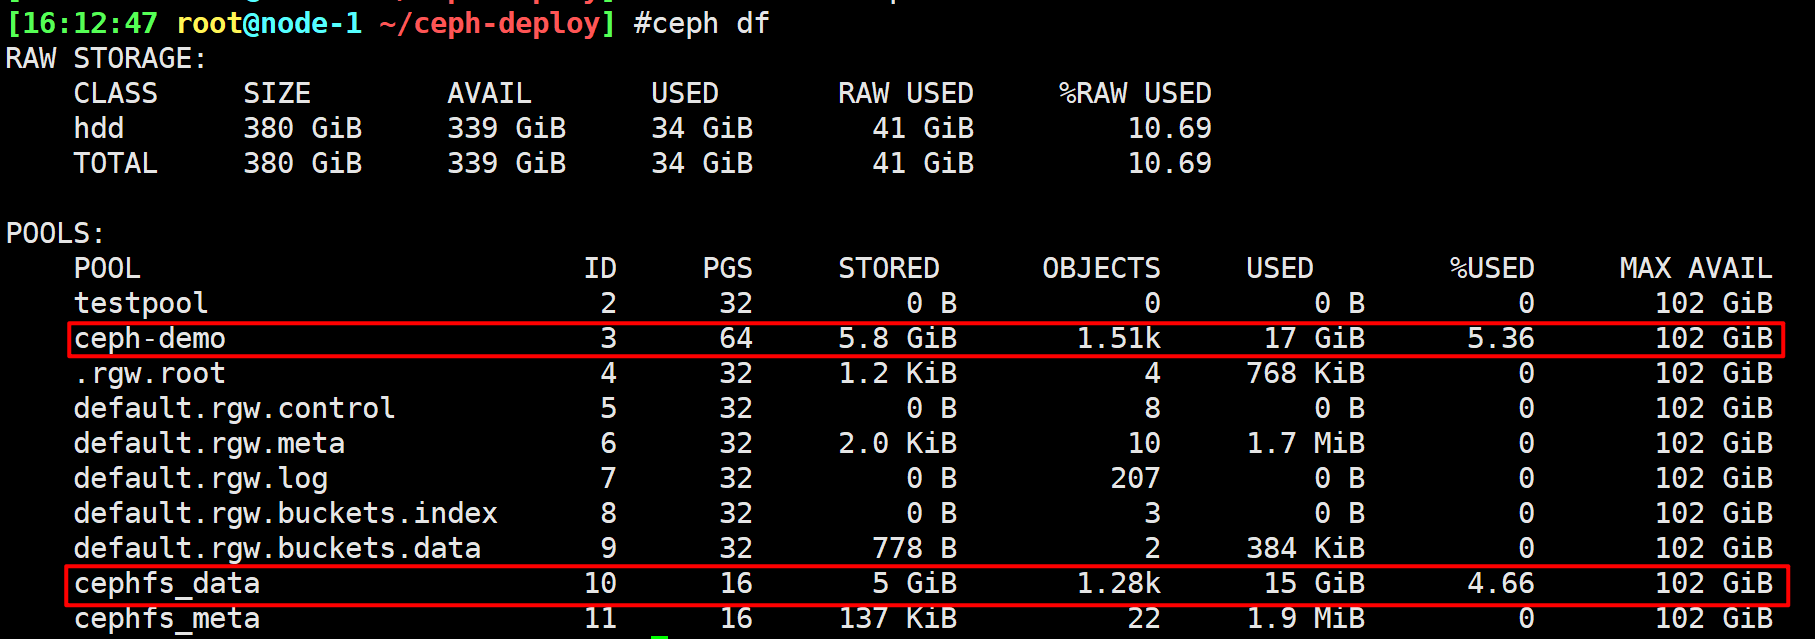 [16:12:47 root@node-1 ~/ceph-deploy] #ceph df
RAW STORAGE:
CLASS SIZE AVAIL USED RAW USED %RAW USED
hdd 380 GiB 339 GiB 34 GiB 41 GiB 10.69
TOTAL 380 GiB 339 GiB 34 GiB 41 GiB 10.69
POOLS:
POOL ID PGS STORED OBJECTS USED %USED MAX AVAIL
testpool 2 32 0 B 0 0 B 0 102 GiB
ceph-demo 3 64 5.8 GiB 1.51k 17 GiB 5.36 102 GiB
.rgw.root 4 32 1.2 KiB 4 768 KiB 0 102 GiB
default.rgw.control 5 32 0 B 8 0 B 0 102 GiB
default.rgw.meta 6 32 2.0 KiB 10 1.7 MiB 0 102 GiB
default.rgw.log 7 32 0 B 207 0 B 0 102 GiB
default.rgw.buckets.index 8 32 0 B 3 0 B 0 102 GiB
default.rgw.buckets.data 9 32 778 B 2 384 KiB 0 102 GiB
cephfs_data 10 16 5 GiB 1.28k 15 GiB 4.66 102 GiB
cephfs_meta 11 16 137 KiB 22 1.9 MiB 0 102 GiB